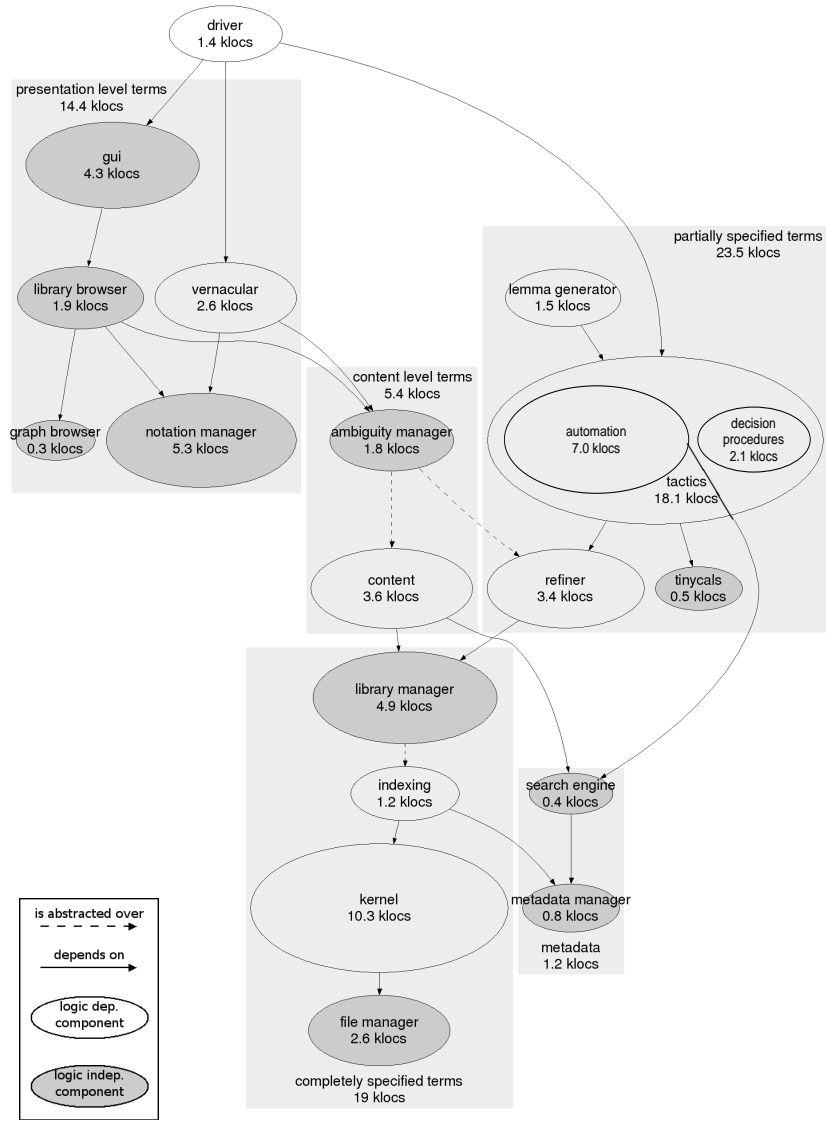 driver
1.4 klocs
presentation level terms
14.4 klocs
gui
4.3 klocs
partially specified terms
23.5 klocs
lemma generator
1.5 klocs
library browser
1.9 klocs
vernacular
2.6 klocs
content level terms
5.4 klocs
graph browser
0.3 klocs
notation manager
5.3 klocs
ambiguity manager
1.8 klocs
automation
7.0 klocs
decision
procedures
2.1 klocs
tactics
18.1 klocs
content
3.6 klocs
refiner
3.4 klocs
tinycals
0.5 klocs
library manager
4.9 klocs
indexing
1.2 klocs
search engine
0.4 klocs
kernel
10.3 klocs
metadata manager
0.8 klocs
metadata
1.2 klocs
file manager
2.6 klocs
completely specified terms
19 klocs
is abstracted over
depends on
logic dep.
component
logic indep.
component